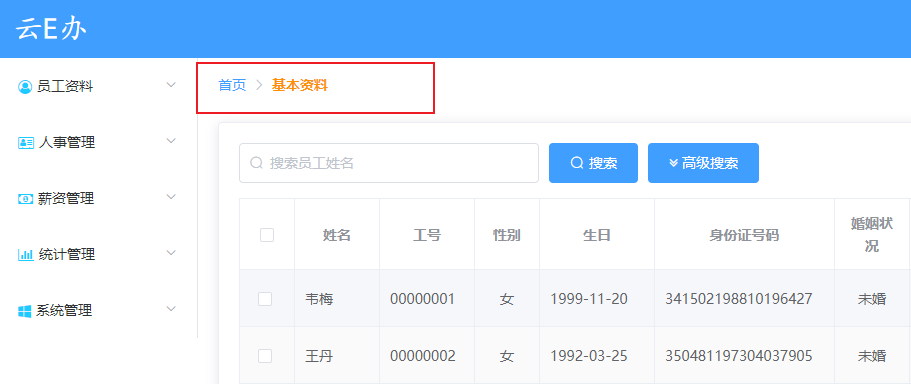 云E办
员工资料
人事管理
薪资管理
统计管理
系统管理
首页 基本资料
搜索员工姓名 搜索 高级搜索
姓名 工号 性别 生日 身份证号码 婚姻状况
韦梅 00000001 女 1999-11-20 341502198810196427 未婚
王丹 00000002 女 1992-03-25 350481197304037905 未婚